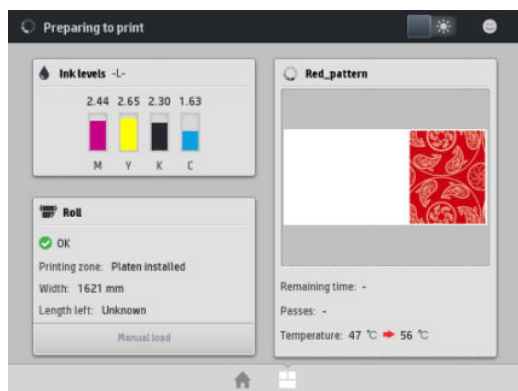 Preparing to print
Ink levels -L-
2.44 2.65 2.30 1.63
M Y K C
Roll
OK
Printing zone: Platen installed
Width: 1621 mm
Length left: Unknown
Manual load
Red_pattern
Remaining time: -
Passes: -
Temperature: 47 °C ➡ 56 °C